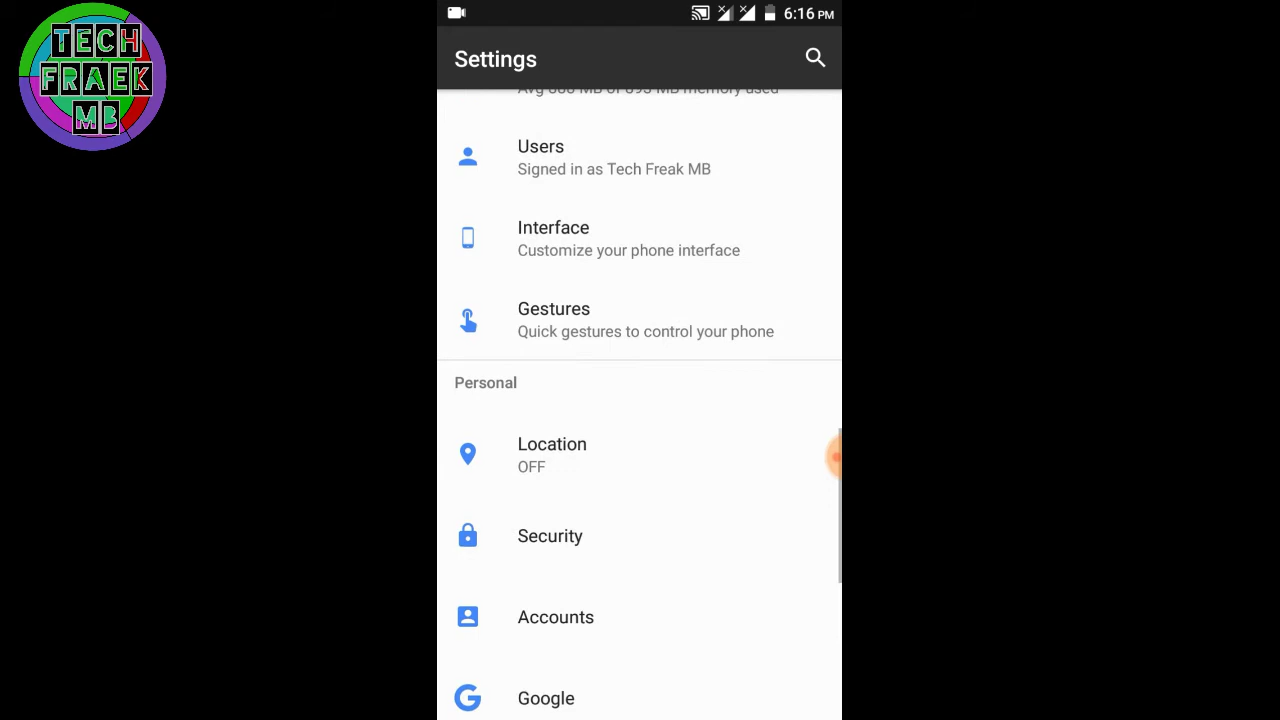 TECH
FRAEK
MB
6:16 PM
Settings
Users
Signed in as Tech Freak MB
Interface
Customize your phone interface
Gestures
Quick gestures to control your phone
Personal
Location
OFF
Security
Accounts
Google